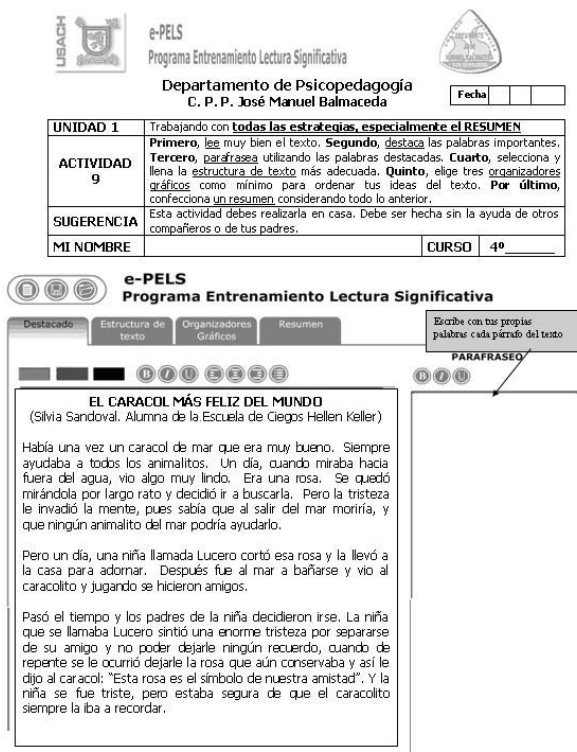 USACH
e-PELS
Programa Entrenamiento Lectura Significativa
Departamento de Psicopedagogía
C. P. P. José Manuel Balmaceda
Fecha
UNIDAD 1
Trabajando con todas las estrategias, especialmente el RESUMEN
ACTIVIDAD
9
Primero, lee muy bien el texto. Segundo, destaca las palabras importantes.
Tercero, parafrasea utilizando las palabras destacadas. Cuarto, selecciona y
llena la estructura de texto más adecuada. Quinto, elige tres organizadores
gráficos como mínimo para ordenar tus ideas del texto. Por último,
confecciona un resumen considerando todo lo anterior.
SUGERENCIA
Esta actividad debes realizarla en casa. Debe ser hecha sin la ayuda de otros
compañeros o de tus padres.
MI NOMBRE
CURSO
4º______
e-PELS
Programa Entrenamiento Lectura Significativa
Destacado
Estructura de
texto
Organizadores
Gráficos
Resumen
Escribe con tus propias
palabras cada párrafo del texto
PARAFRASEO
B I U
B I U
EL CARACOL MÁS FELIZ DEL MUNDO
(Silvia Sandoval. Alumna de la Escuela de Ciegos Hellen Keller)
Había una vez un caracol de mar que era muy bueno. Siempre
ayudaba a todos los animalitos. Un día, cuando miraba hacia
fuera del agua, vio algo muy lindo. Era una rosa. Se quedó
mirándola por largo rato y decidió ir a buscarla. Pero la tristeza
le invadió la mente, pues sabía que al salir del mar moriría, y
que ningún animalito del mar podría ayudarlo.
Pero un día, una niña llamada Lucero cortó esa rosa y la llevó a
la casa para adornar. Después fue al mar a bañarse y vio al
caracolito y jugando se hicieron amigos.
Pasó el tiempo y los padres de la niña decidieron irse. La niña
que se llamaba Lucero sintió una enorme tristeza por separarse
de su amigo y no poder dejarle ningún recuerdo, cuando de
repente se le ocurrió dejarle la rosa que aún conservaba y así le
dijo al caracol: “Esta rosa es el símbolo de nuestra amistad”. Y la
niña se fue triste, pero estaba segura de que el caracolito
siempre la iba a recordar.